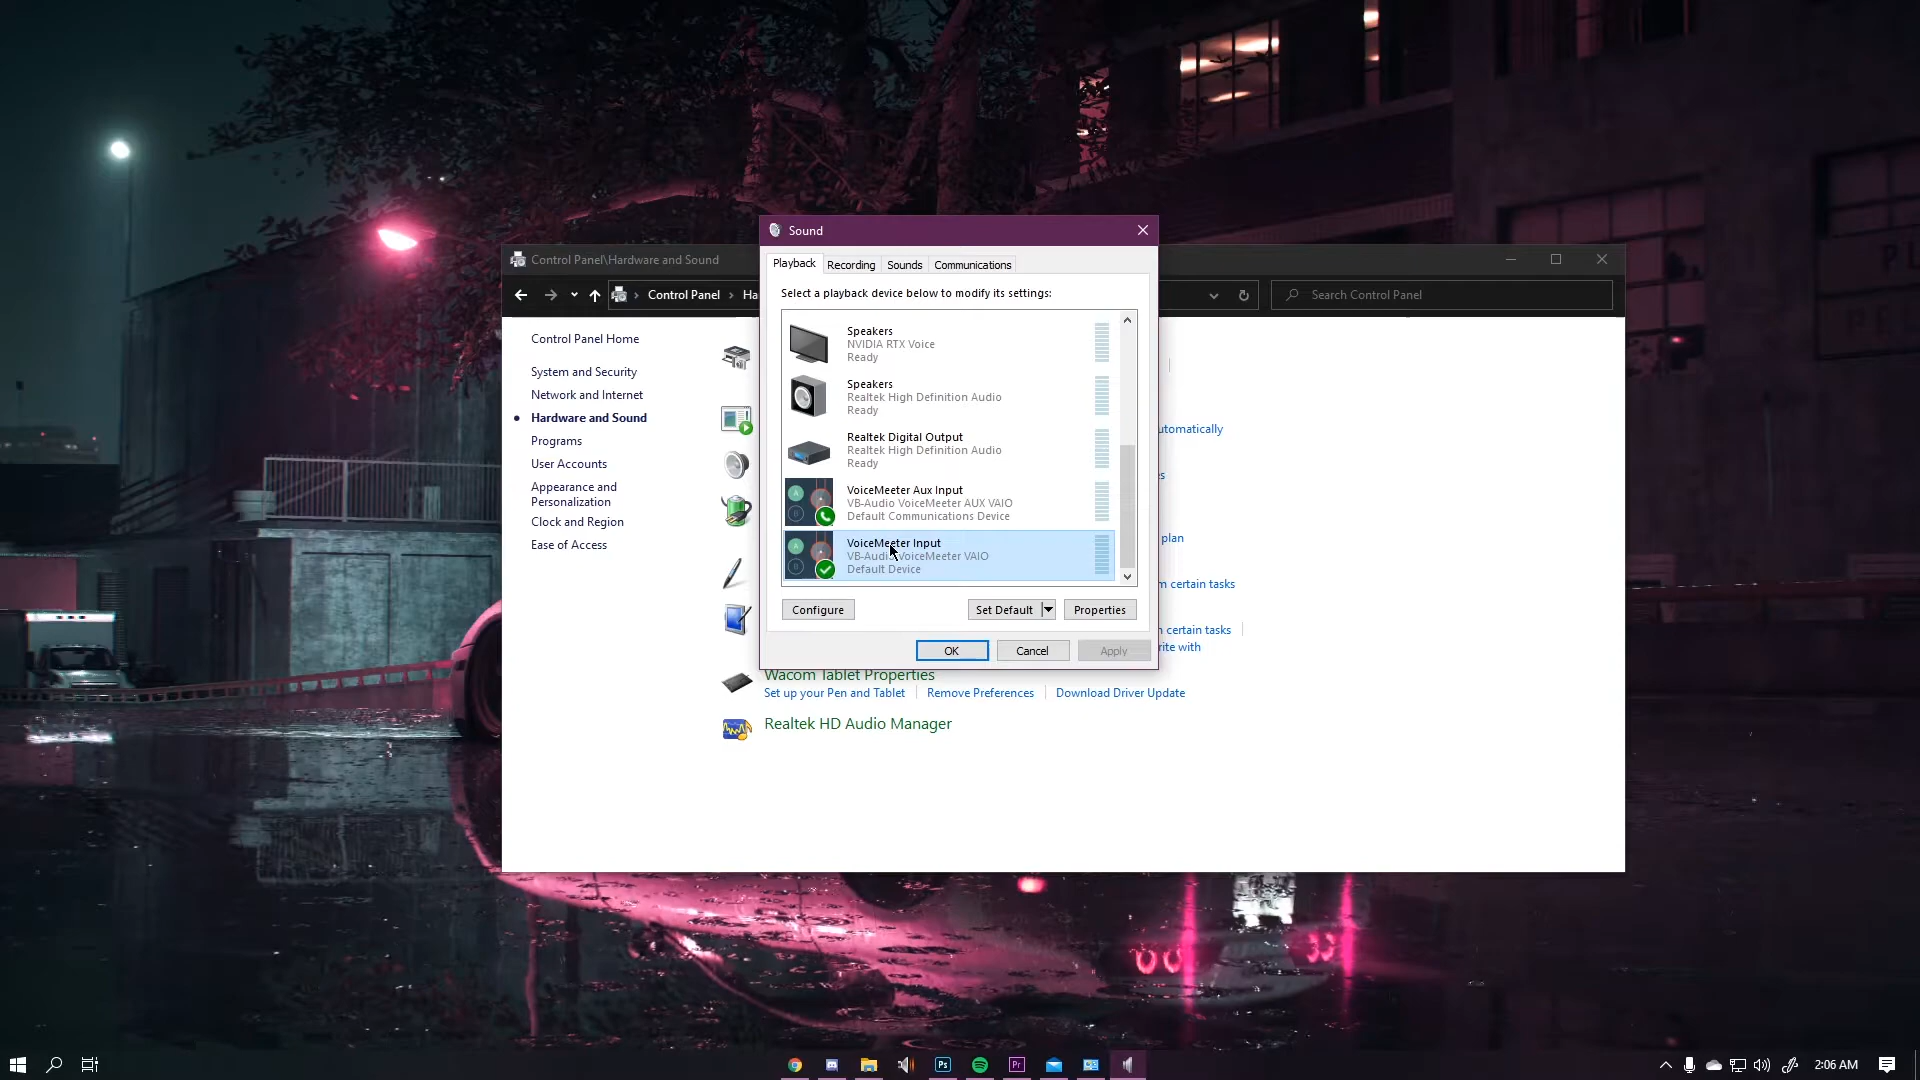 Sound
Playback
Recording
Sounds
Communications
Select a playback device below to modify its settings:
Speakers
NVIDIA RTX Voice
Ready
Speakers
Realtek High Definition Audio
Ready
Realtek Digital Output
Realtek High Definition Audio
Ready
VoiceMeeter Aux Input
VB-Audio VoiceMeeter AUX VAIO
Default Communications Device
VoiceMeeter Input
VB-Audio VoiceMeeter VAIO
Default Device
Configure
Set Default
Properties
OK
Cancel
Apply
Control Panel\Hardware and Sound
Control Panel
Ha
Search Control Panel
Control Panel Home
System and Security
Network and Internet
Hardware and Sound
Programs
User Accounts
Appearance and
Personalization
Clock and Region
Ease of Access
utomatically
es
plan
m certain tasks
n certain tasks
rite with
Wacom Tablet Properties
Set up your Pen and Tablet
Remove Preferences
Download Driver Update
Realtek HD Audio Manager
Ps
Pr
2:06 AM